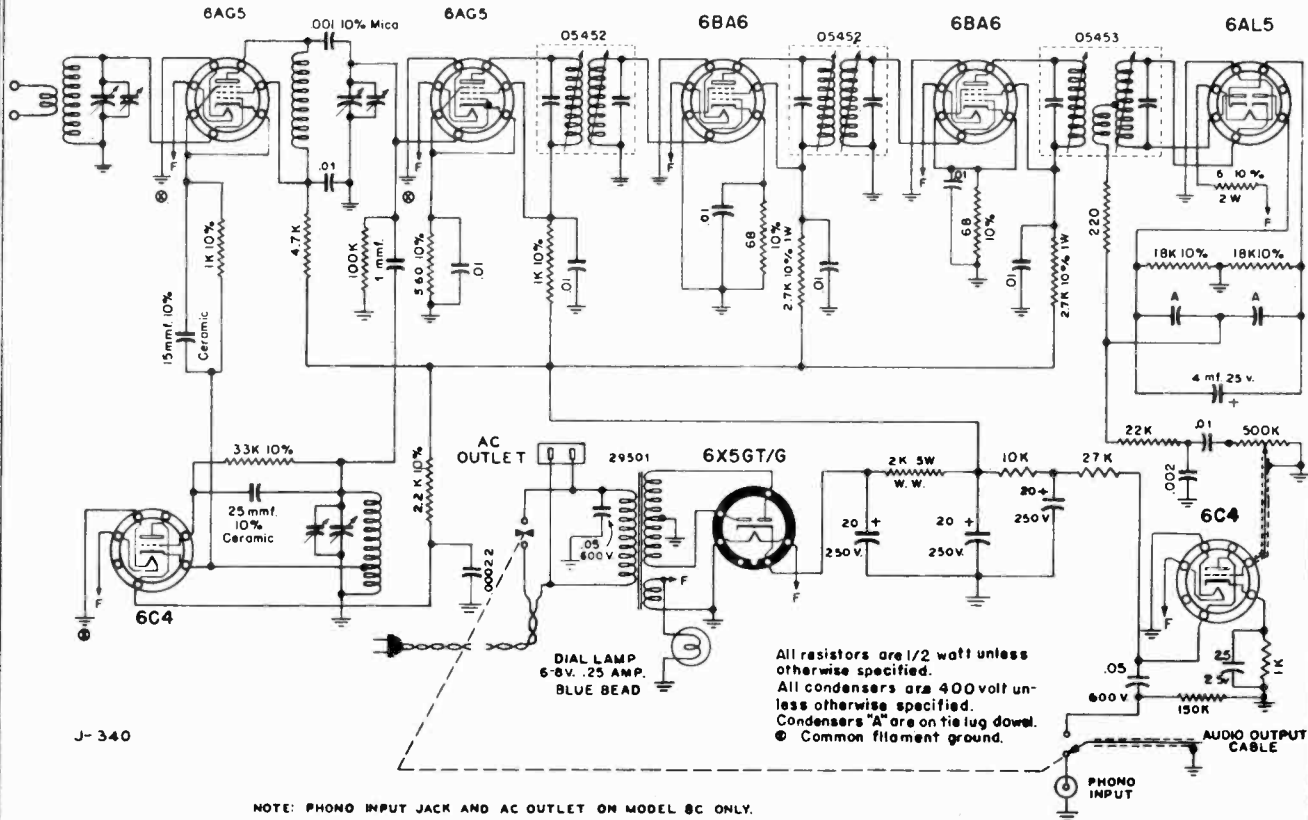 6AG5
.001 10% Mica
6AG5
05452
6BA6
05452
6BA6
05453
6AL5
F
F
F
F
6 10%
2 W
F
.01
1K 10%
4.7K
100K
1 mmf.
560 10%
.01
1K 10%
.01
.01
68
10%
2.7K 10% 1W
.01
.01
68
10%
.01
2.7K 10% 1W
220
18K 10%
18K 10%
A
A
15mmf. 10%
Ceramic
4 mf. 25 v.
+
33K 10%
25 mmf.
10%
Ceramic
2.2 K 10%
AC
OUTLET
29501
6X5GT/G
2K 5W
W. W.
10K
27K
22K
.01
500K
.002
.05
600 V.
20 +
250V.
20 +
250V.
20 +
250 V
6C4
F
6C4
.0002
F
F
F
DIAL LAMP
6-8V. .25 AMP.
BLUE BEAD
All resistors are 1/2 watt unless
otherwise specified.
All condensers are 400 volt un-
less otherwise specified.
Condensers "A" are on tie lug dowel.
⊗ Common filament ground.
.05
600 V.
150K
25
25v
1K
J-340
AUDIO OUTPUT
CABLE
PHONO
INPUT
NOTE: PHONO INPUT JACK AND AC OUTLET ON MODEL 8C ONLY.